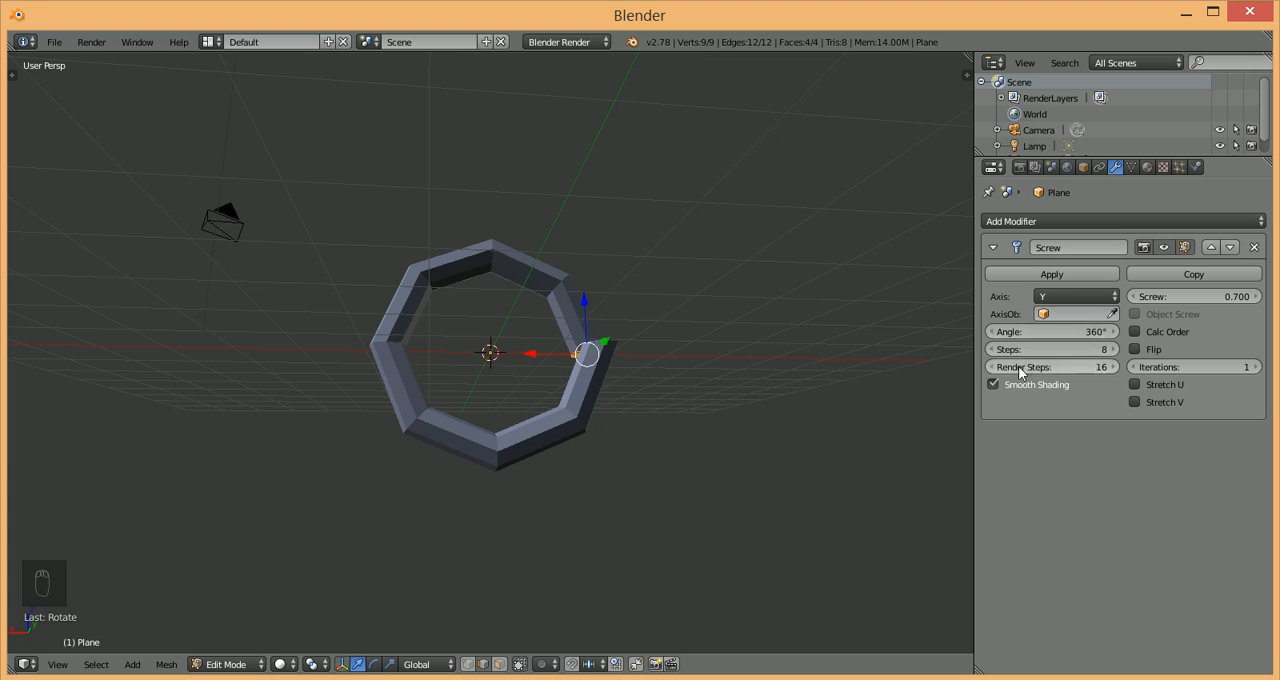 Blender
File Render Window Help Default Scene Blender Render v2.78 | Verts:9/9 | Edges:12/12 | Faces:4/4 | Tris:8 | Mem:14.00M | Plane
User Persp
View Search All Scenes
Scene
RenderLayers
World
Camera
Lamp
Plane
Add Modifier
Screw
Apply Copy
Axis: Y Screw: 0.700
AxisOb: Object Screw
Angle: 360° Calc Order
Steps: 8 Flip
Render Steps: 16 Iterations: 1
Smooth Shading Stretch U
Stretch V
Last: Rotate
(1) Plane
View Select Add Mesh Edit Mode Global